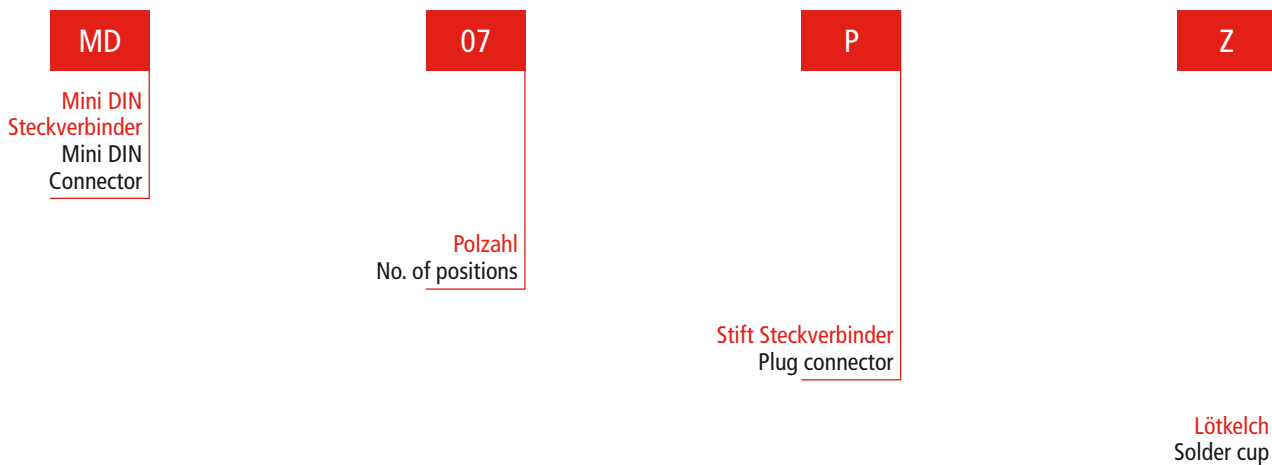 MD
07
P
Z
Mini DIN
Steckverbinder
Mini DIN
Connector
Polzahl
No. of positions
Stift Steckverbinder
Plug connector
Lötkelch
Solder cup